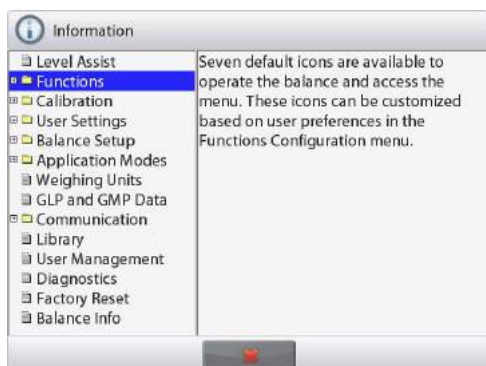 Information
Level Assist
Functions
Calibration
User Settings
Balance Setup
Application Modes
Weighing Units
GLP and GMP Data
Communication
Library
User Management
Diagnostics
Factory Reset
Balance Info
Seven default icons are available to
operate the balance and access the
menu. These icons can be customized
based on user preferences in the
Functions Configuration menu.